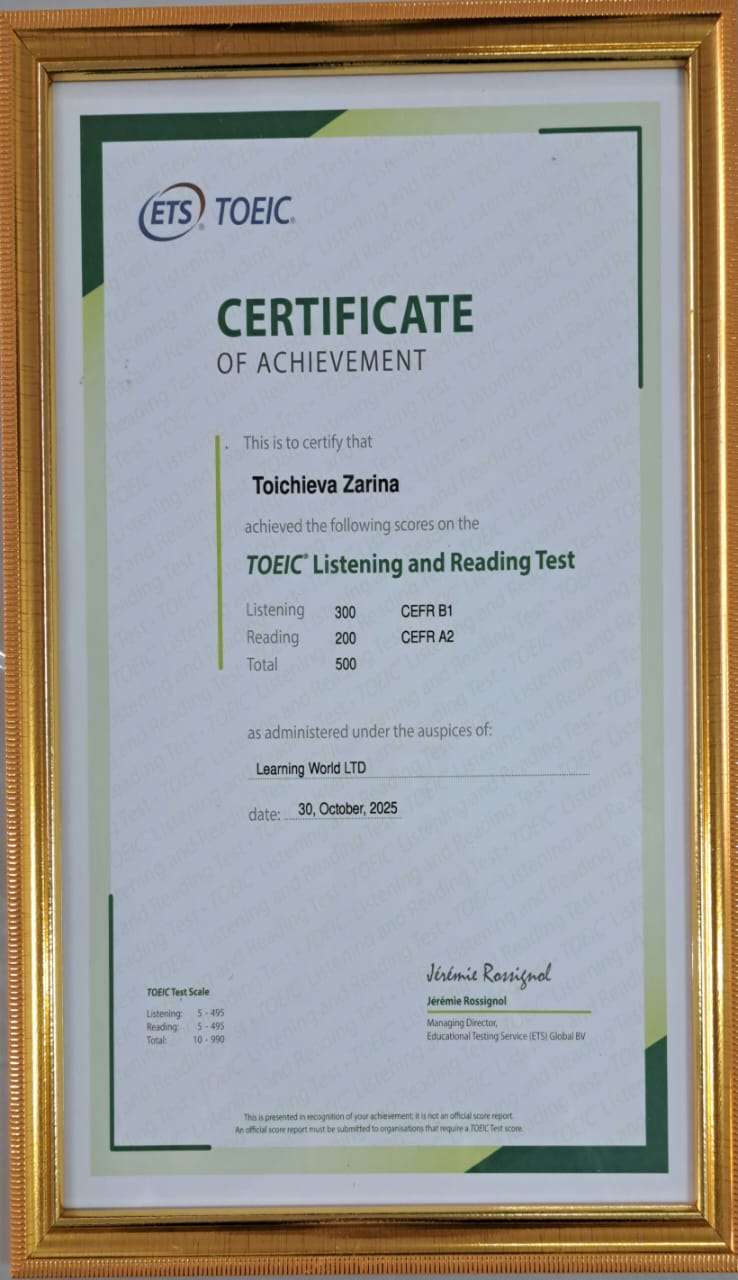 ETS® TOEIC®
CERTIFICATE
OF ACHIEVEMENT
This is to certify that
Toichieva Zarina
achieved the following scores on the
TOEIC® Listening and Reading Test
Listening 300 CEFR B1
Reading 200 CEFR A2
Total 500
as administered under the auspices of:
Learning World LTD
date: 30, October, 2025
Jérémie Rossignol
Jérémie Rossignol
Managing Director,
Educational Testing Service (ETS) Global BV
TOEIC Test Scale
Listening: 5 - 495
Reading: 5 - 495
Total: 10 - 990
This is presented in recognition of your achievement; it is not an official score report.
An official score report must be submitted to organisations that require a TOEIC Test score.